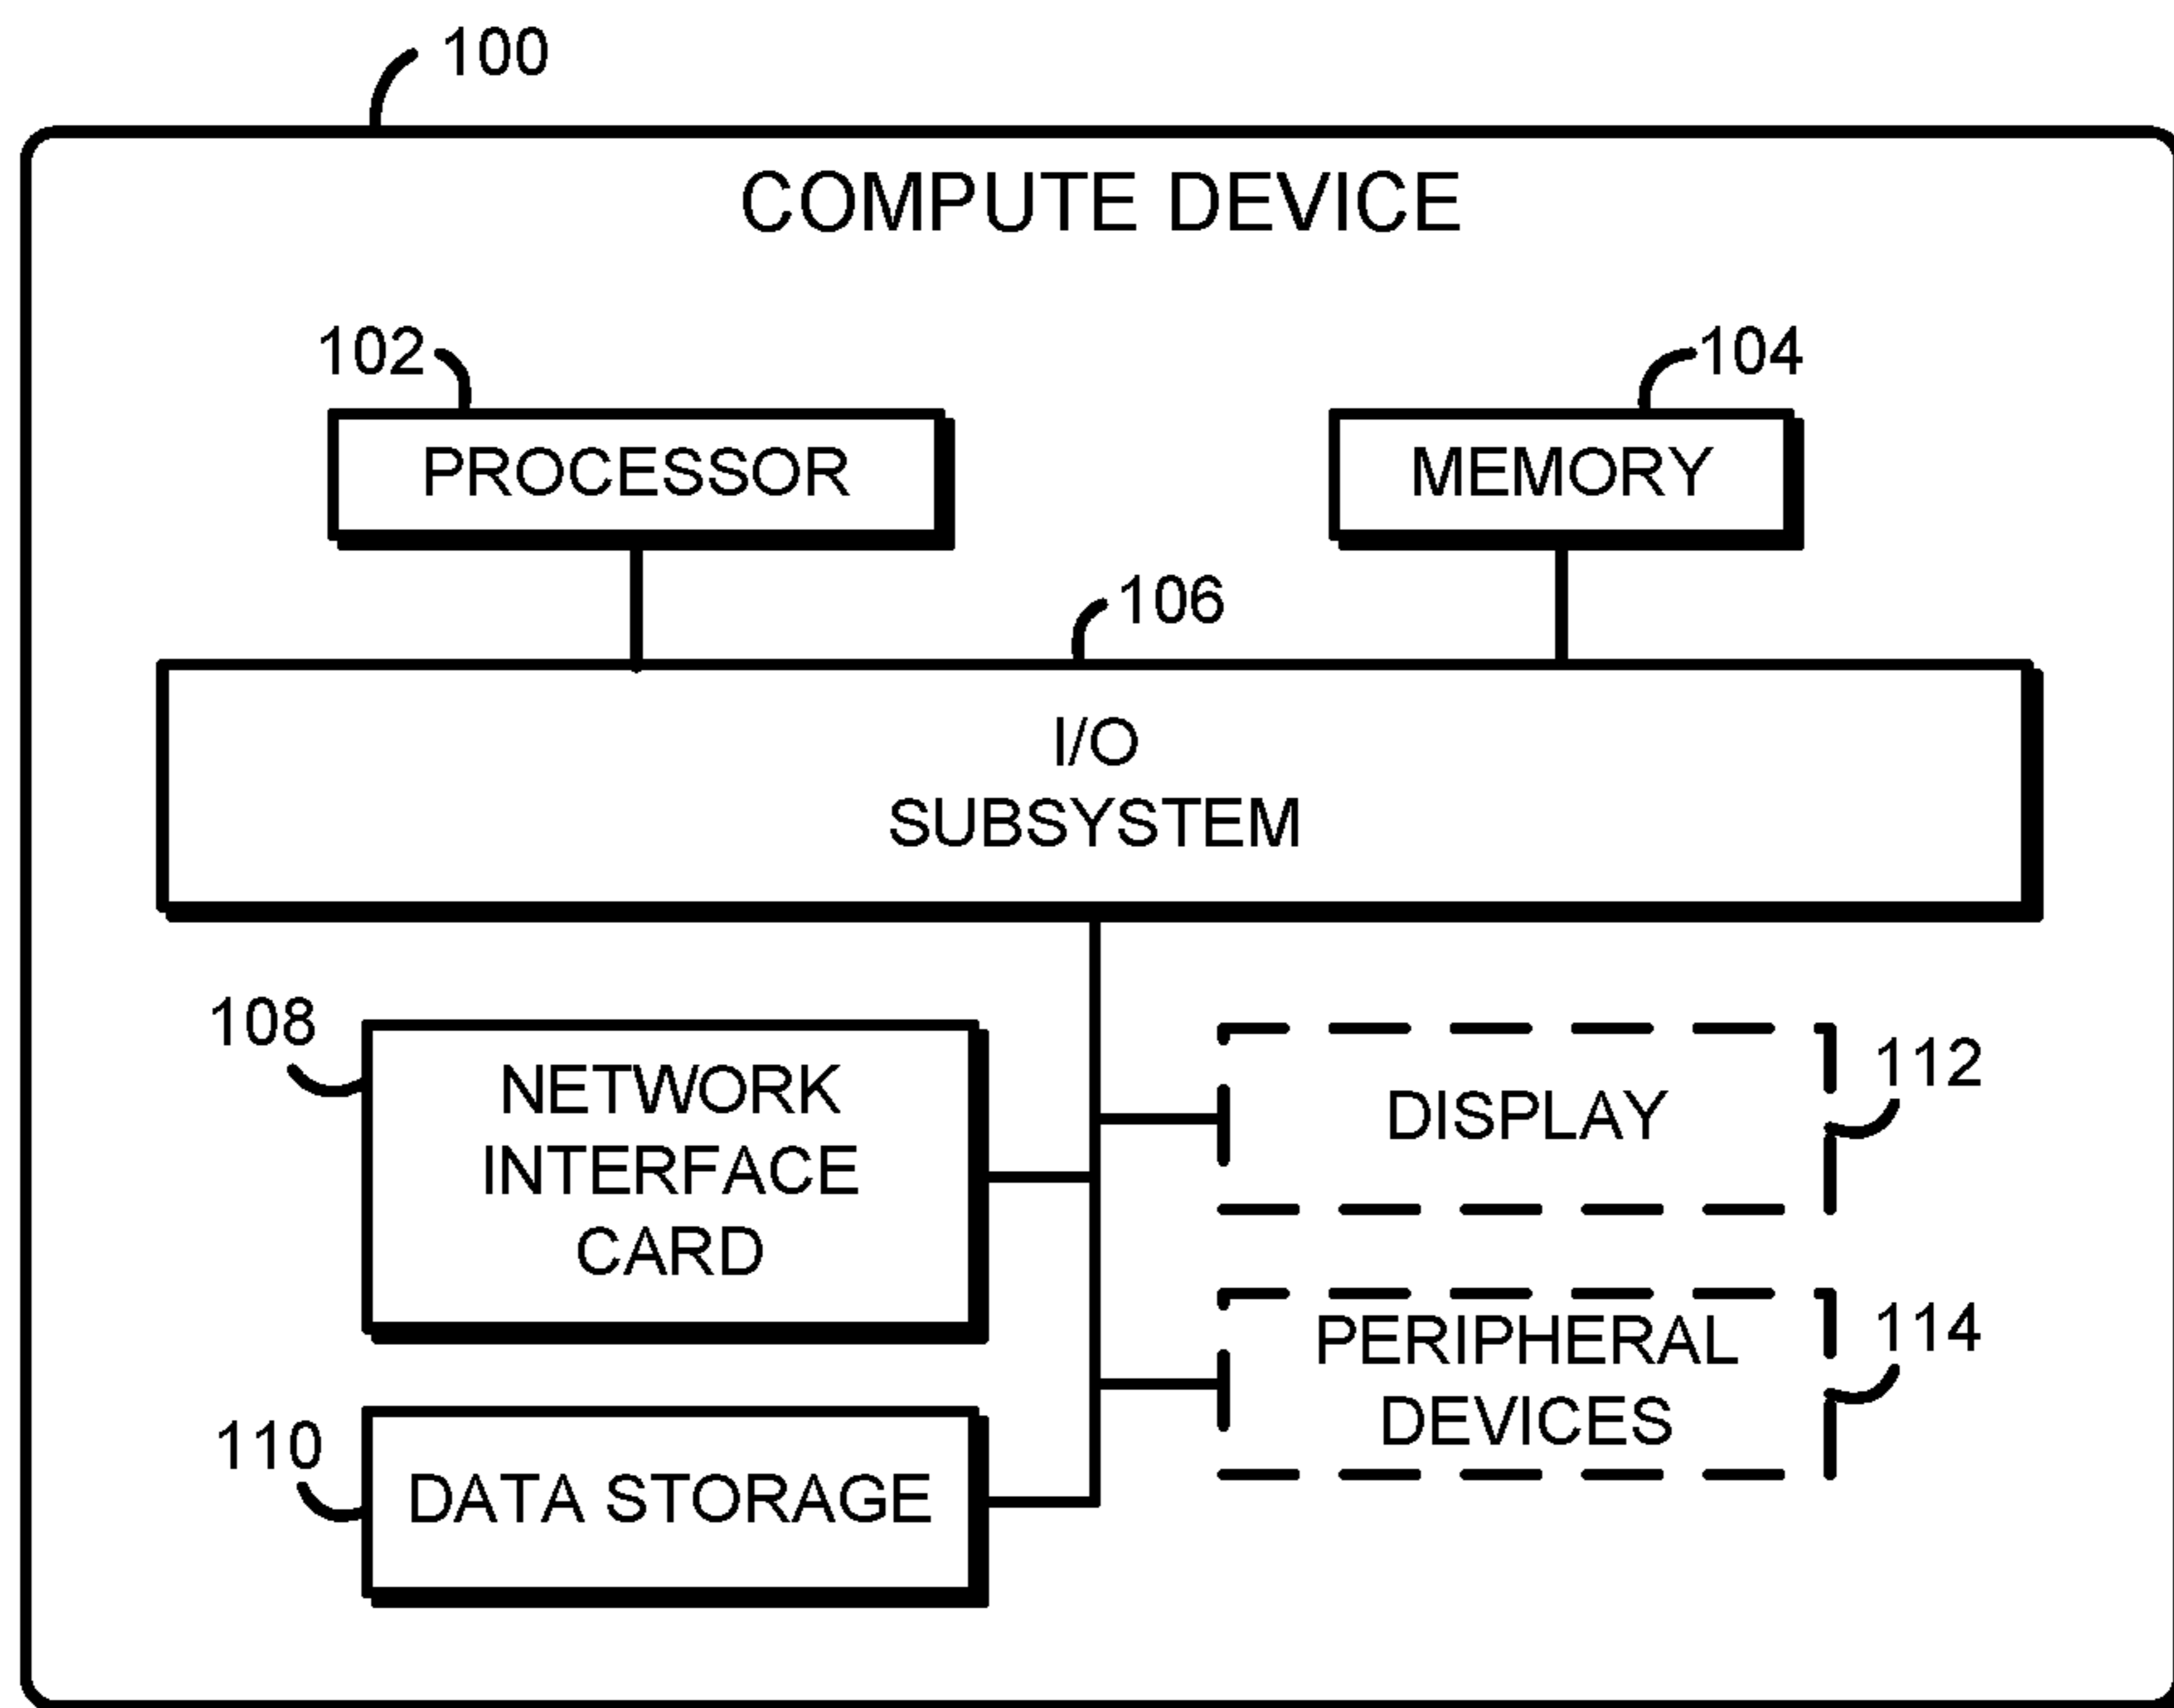 100
COMPUTE DEVICE
102
104
PROCESSOR
MEMORY
106
I/O
SUBSYSTEM
108
NETWORK
INTERFACE
CARD
112
DISPLAY
110
DATA STORAGE
114
PERIPHERAL
DEVICES